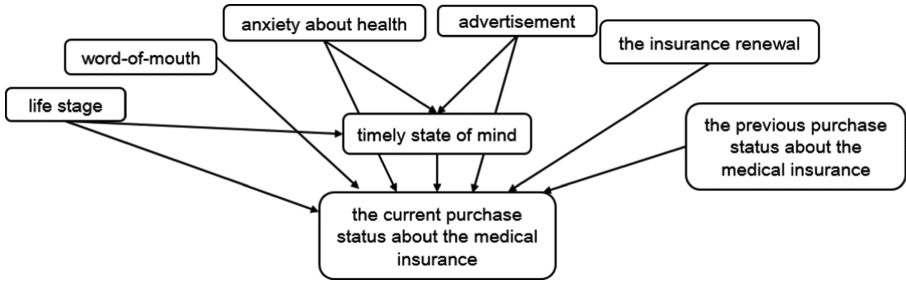 anxiety about health
advertisement
the insurance renewal
word-of-mouth
life stage
timely state of mind
the previous purchase
status about the
medical insurance
the current purchase
status about the medical
insurance